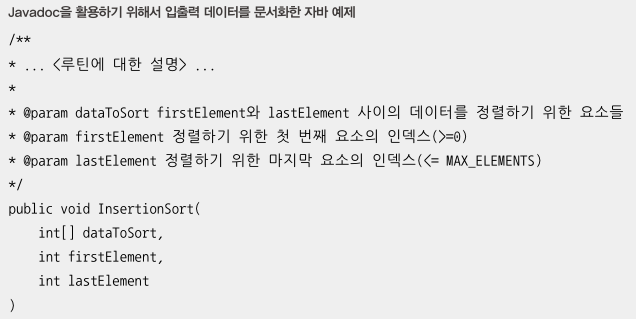 Javadoc을 활용하기 위해서 입출력 데이터를 문서화한 자바 예제
/**
* ... <루틴에 대한 설명> ...
*
* @param dataToSort firstElement와 lastElement 사이의 데이터를 정렬하기 위한 요소들
* @param firstElement 정렬하기 위한 첫 번째 요소의 인덱스(>=0)
* @param lastElement 정렬하기 위한 마지막 요소의 인덱스(<= MAX_ELEMENTS)
*/
public void InsertionSort(
    int[] dataToSort,
    int firstElement,
    int lastElement
)